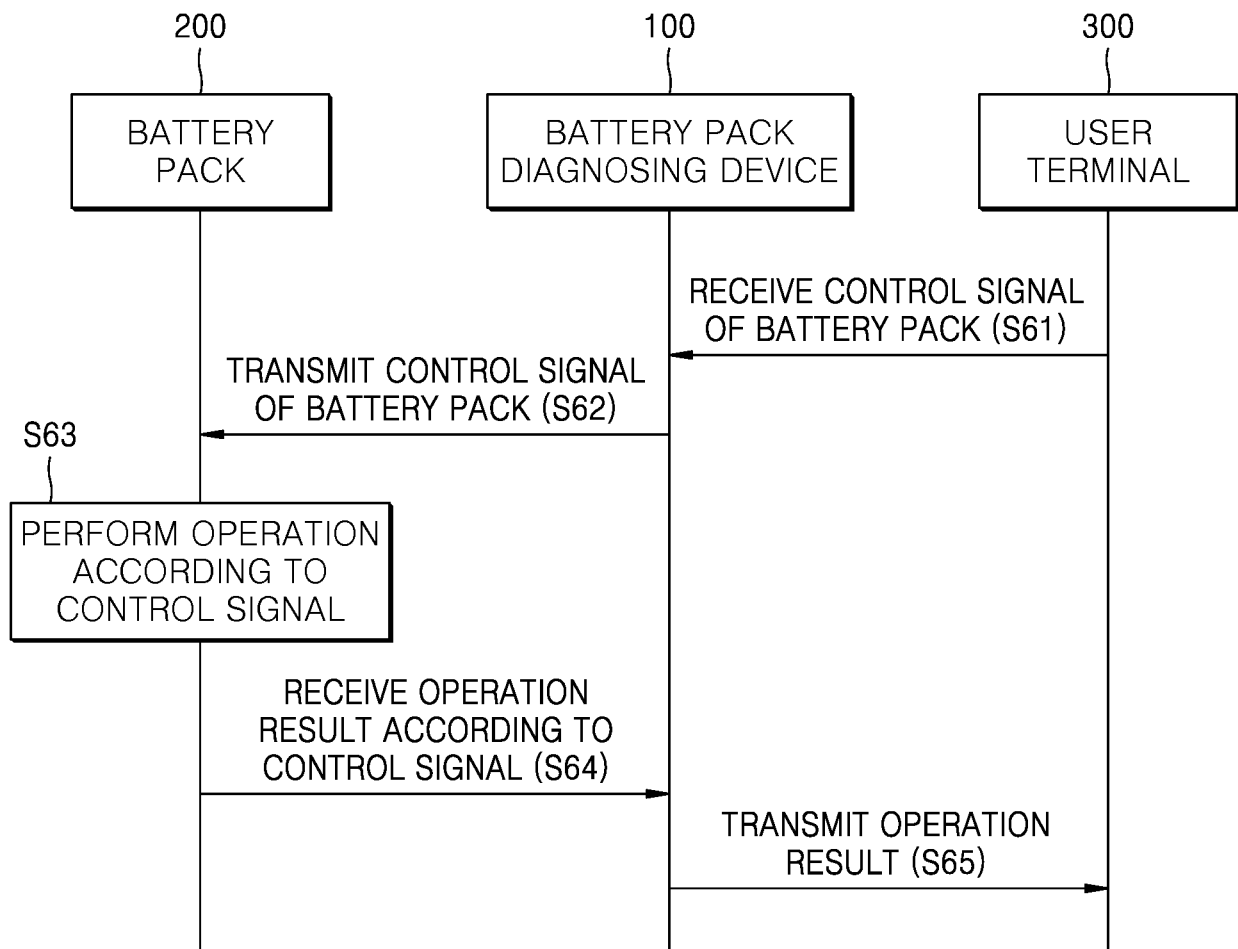 200
100
300
BATTERY
PACK
BATTERY PACK
DIAGNOSING DEVICE
USER
TERMINAL
RECEIVE CONTROL SIGNAL
OF BATTERY PACK (S61)
TRANSMIT CONTROL SIGNAL
OF BATTERY PACK (S62)
S63
PERFORM OPERATION
ACCORDING TO
CONTROL SIGNAL
RECEIVE OPERATION
RESULT ACCORDING TO
CONTROL SIGNAL (S64)
TRANSMIT OPERATION
RESULT (S65)